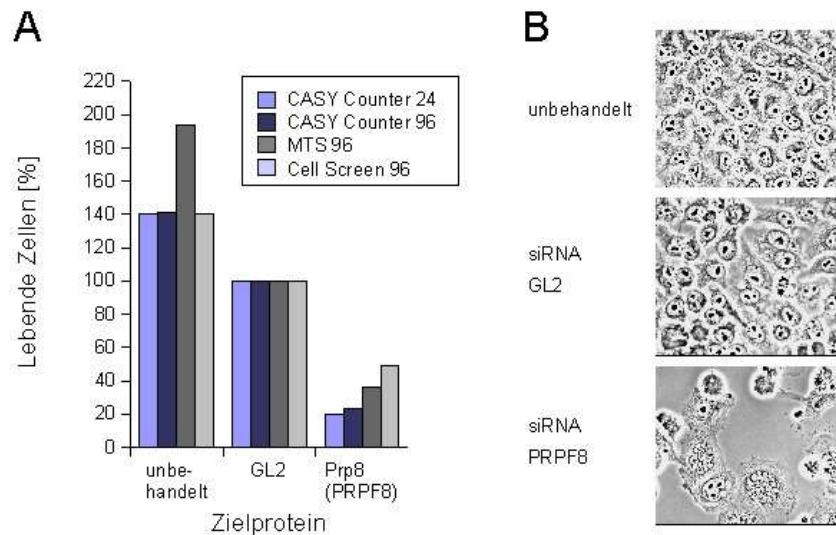 A
220
200
180
160
140
120
100
80
60
40
20
0
Lebende Zellen [%]
CASY Counter 24
CASY Counter 96
MTS 96
Cell Screen 96
unbe-
handelt
GL2
Prp8
(PRPF8)
Zielprotein
B
unbehandelt
siRNA
GL2
siRNA
PRPF8